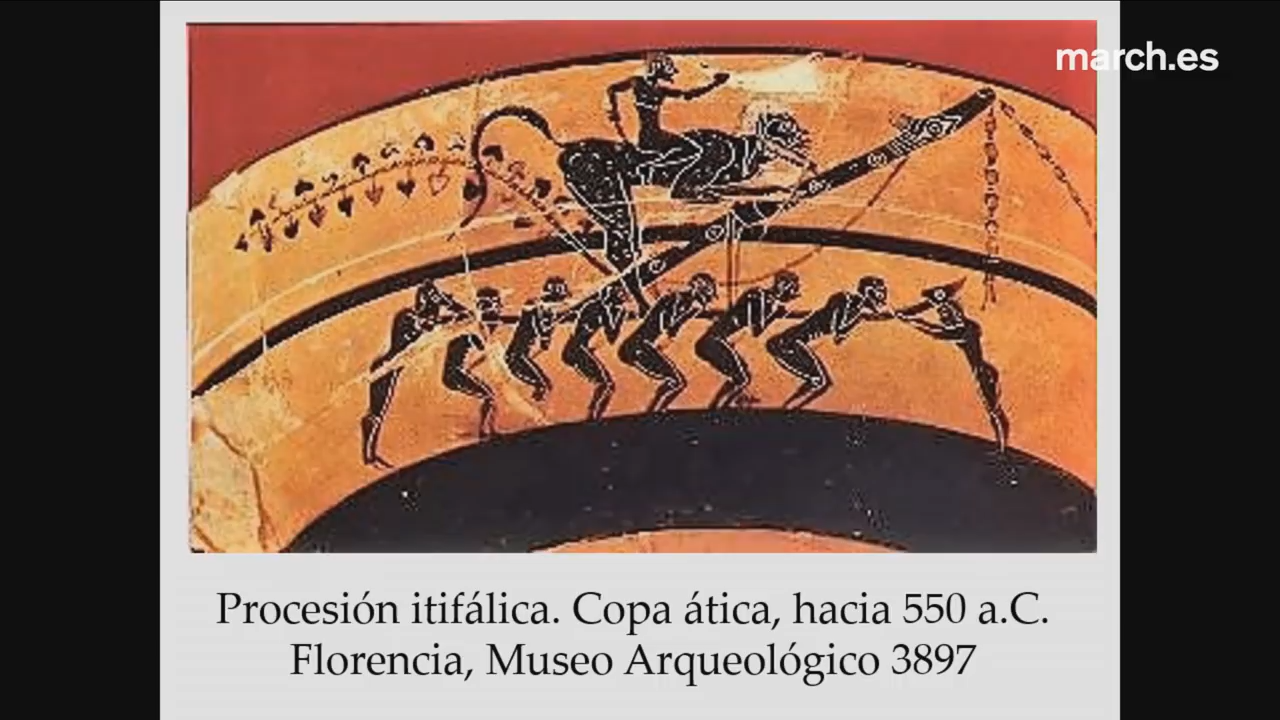 march.es
Procesión itifálica. Copa ática, hacia 550 a.C.
Florencia, Museo Arqueológico 3897